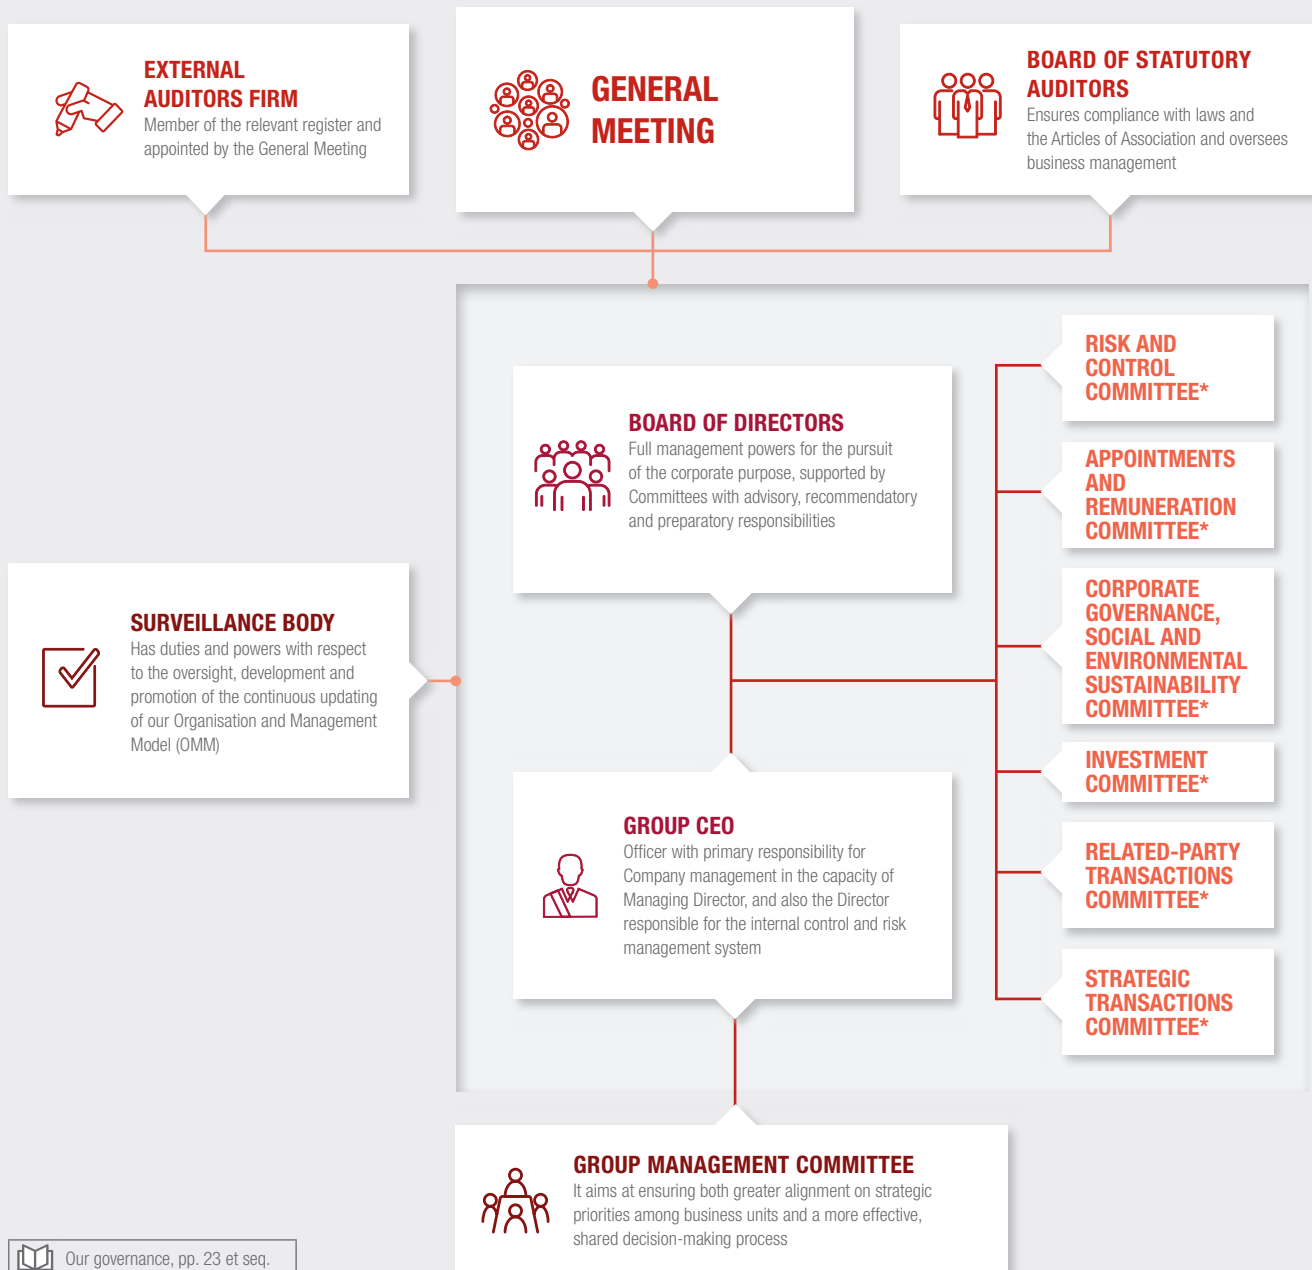 EXTERNAL
AUDITORS FIRM
Member of the relevant register and
appointed by the General Meeting
GENERAL
MEETING
BOARD OF STATUTORY
AUDITORS
Ensures compliance with laws and
the Articles of Association and oversees
business management
BOARD OF DIRECTORS
Full management powers for the pursuit
of the corporate purpose, supported by
Committees with advisory, recommendatory
and preparatory responsibilities
RISK AND
CONTROL
COMMITTEE*
APPOINTMENTS
AND
REMUNERATION
COMMITTEE*
CORPORATE
GOVERNANCE,
SOCIAL AND
ENVIRONMENTAL
SUSTAINABILITY
COMMITTEE*
INVESTMENT
COMMITTEE*
RELATED-PARTY
TRANSACTIONS
COMMITTEE*
STRATEGIC
TRANSACTIONS
COMMITTEE*
SURVEILLANCE BODY
Has duties and powers with respect
to the oversight, development and
promotion of the continuous updating
of our Organisation and Management
Model (OMM)
GROUP CEO
Officer with primary responsibility for
Company management in the capacity of
Managing Director, and also the Director
responsible for the internal control and risk
management system
GROUP MANAGEMENT COMMITTEE
It aims at ensuring both greater alignment on strategic
priorities among business units and a more effective,
shared decision-making process
Our governance, pp. 23 et seq.